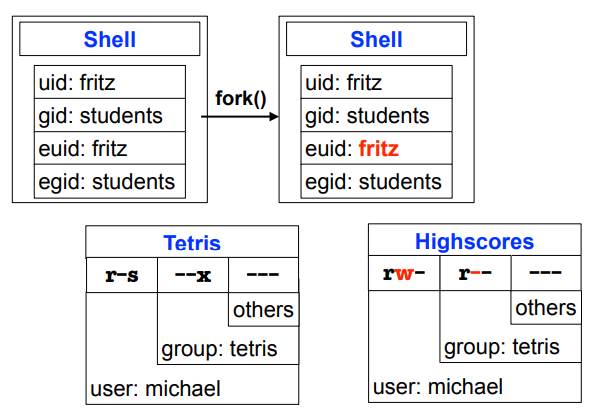 Shell
uid: fritz
gid: students
euid: fritz
egid: students
fork()
Shell
uid: fritz
gid: students
euid: fritz
egid: students
Tetris
r-s --x ---
others
group: tetris
user: michael
Highscores
rw- r-- ---
others
group: tetris
user: michael